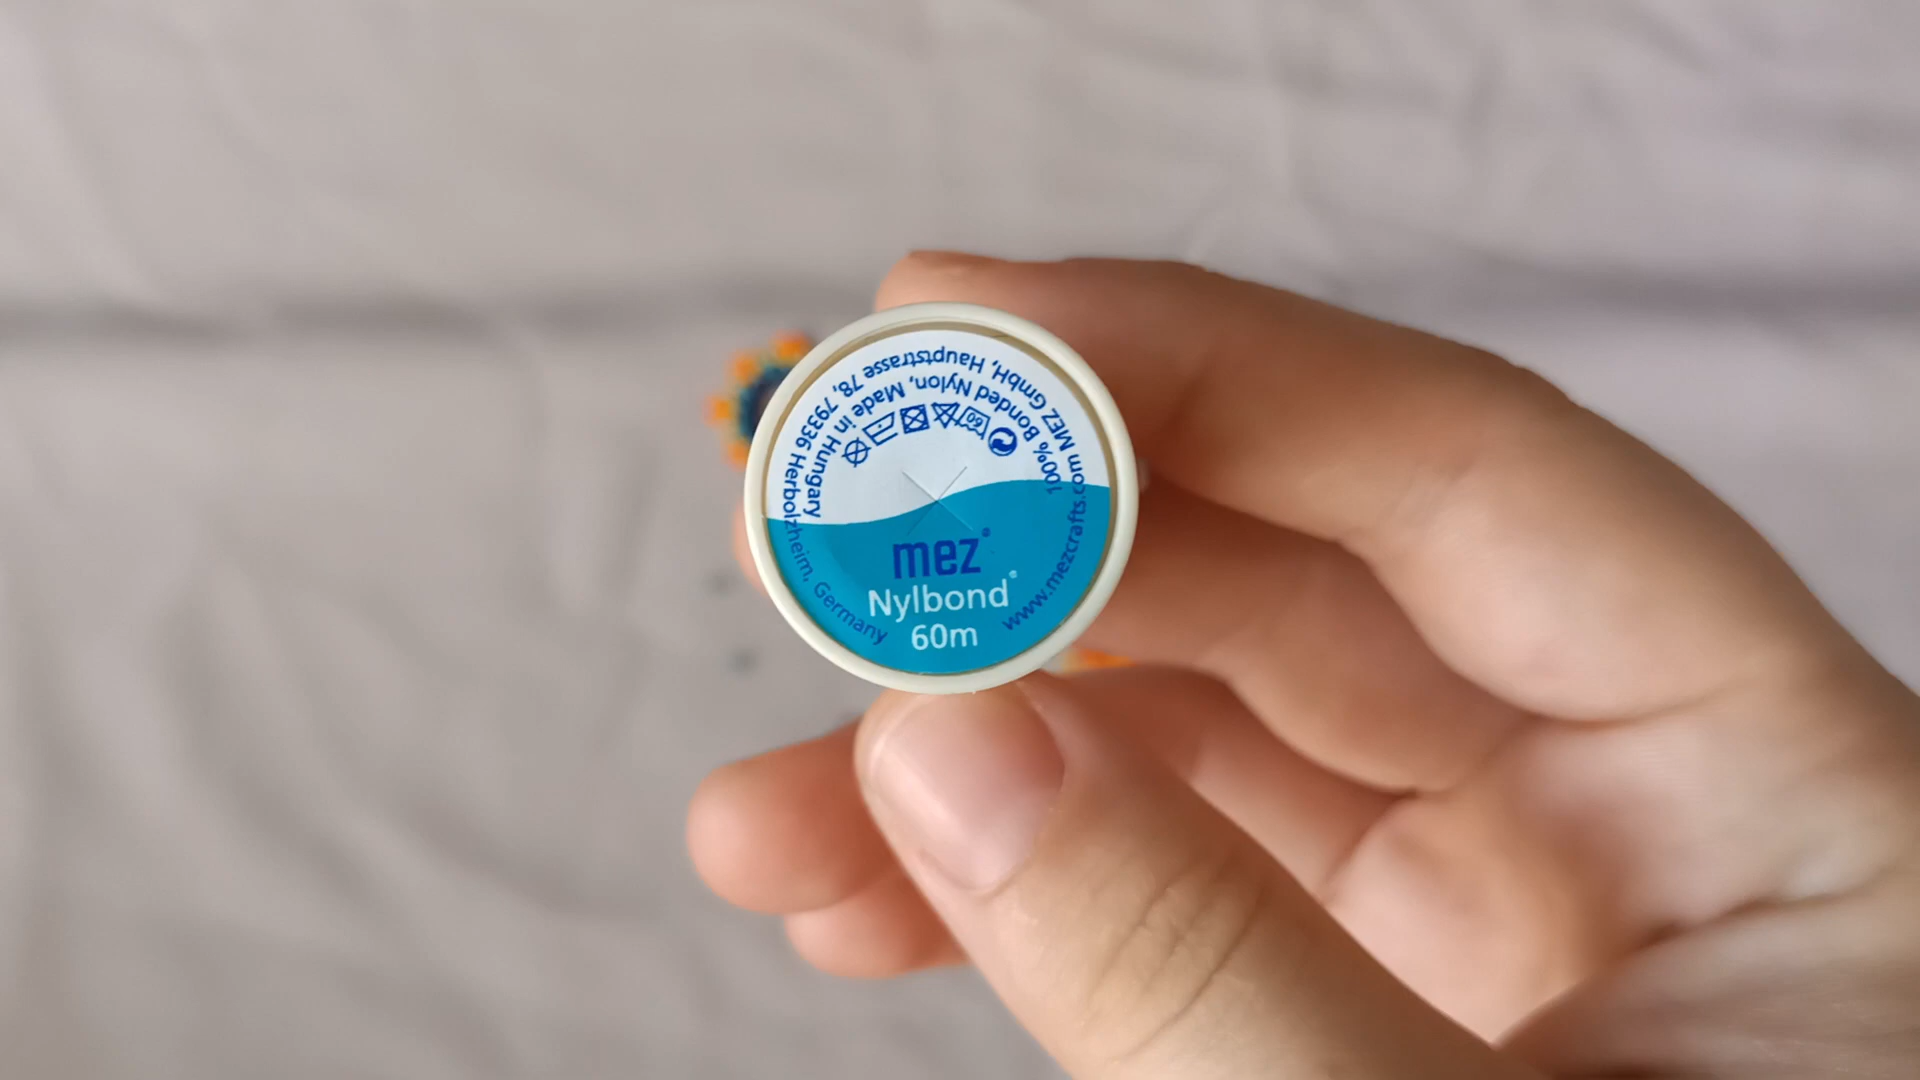 mez®
Nylbond®
60m
www.mezcrafts.com MEZ GmbH, Hauptstrasse 78, 79336 Herbolzheim, Germany
100% Bonded Nylon, Made in Hungary
60